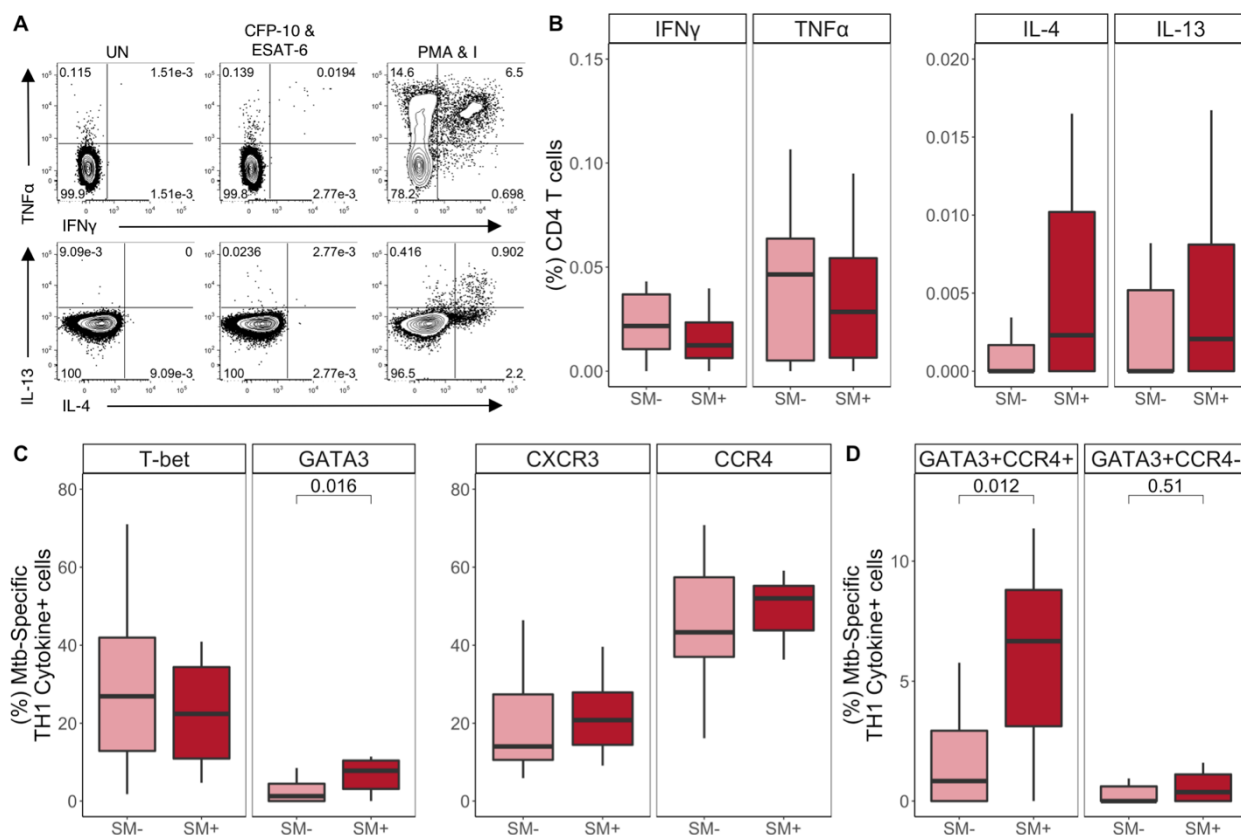 A
UN
CFP-10 &
ESAT-6
PMA & I
0.115
1.51e-3
0.139
0.0194
14.6
6.5
99.9
1.51e-3
99.8
2.77e-3
78.2
0.698
TNFα
IFNγ
9.09e-3
0
0.0236
2.77e-3
0.416
0.902
100
9.09e-3
100
2.77e-3
96.5
2.2
IL-13
IL-4
B
IFNγ
TNFα
IL-4
IL-13
(%) CD4 T cells
0.15
0.10
0.05
0.00
0.020
0.015
0.010
0.005
0.000
SM- SM+ SM- SM+ SM- SM+ SM- SM+
C
T-bet
GATA3
CXCR3
CCR4
0.016
(%) Mtb-Specific
TH1 Cytokine+ cells
80
60
40
20
0
80
60
40
20
0
SM- SM+ SM- SM+ SM- SM+ SM- SM+
D
GATA3+CCR4+
GATA3+CCR4-
0.012
0.51
(%) Mtb-Specific
TH1 Cytokine+ cells
10
5
0
SM- SM+ SM- SM+